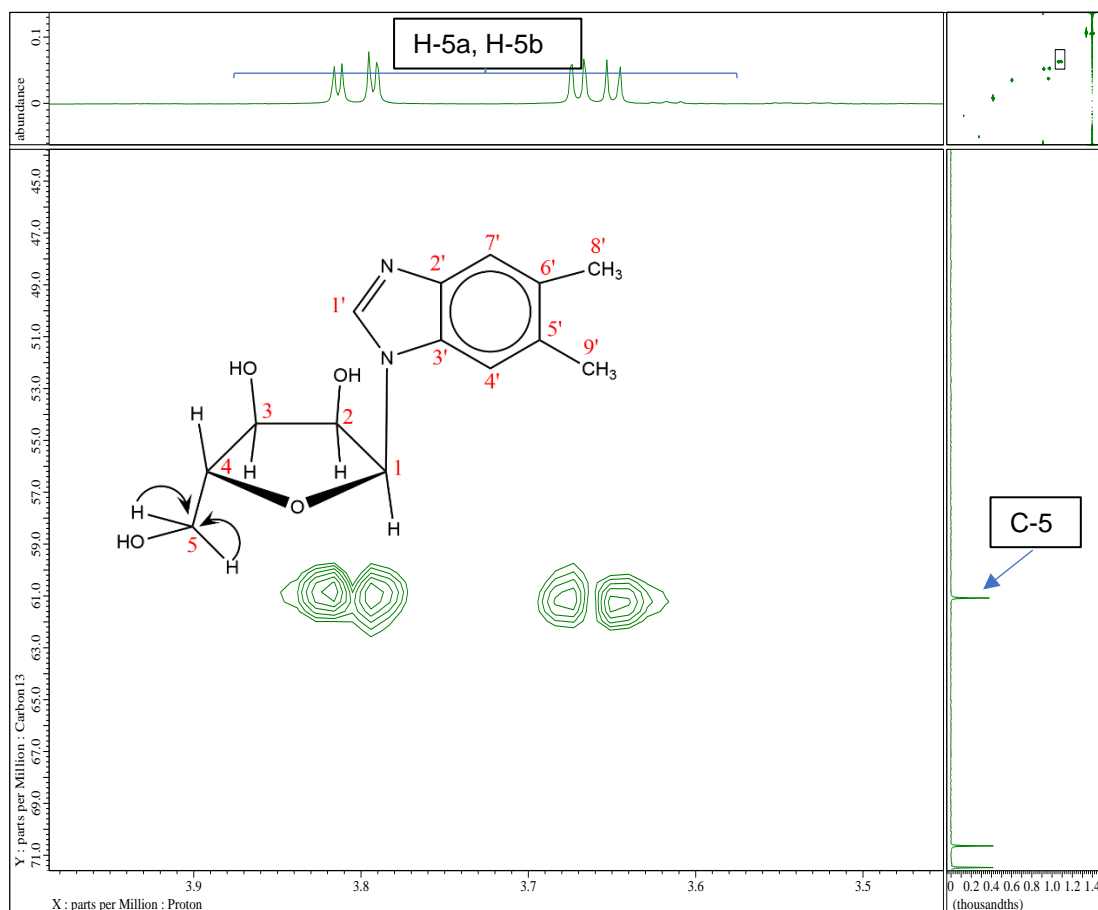 H-5a, H-5b
0.1
0
abundance
45.0
47.0
49.0
51.0
53.0
55.0
57.0
59.0
61.0
63.0
65.0
67.0
69.0
71.0
Y : parts per Million : Carbon13
7'
8'
N
2'
6'
CH3
1'
5'
N
3'
9'
HO
OH
4'
CH3
H
3
2
H
H
4
1
O
H
H
HO
5
H
C-5
3.9
3.8
3.7
3.6
3.5
X : parts per Million : Proton
0 0.2 0.4 0.6 0.8 1.0 1.2 1.4
(thousandths)